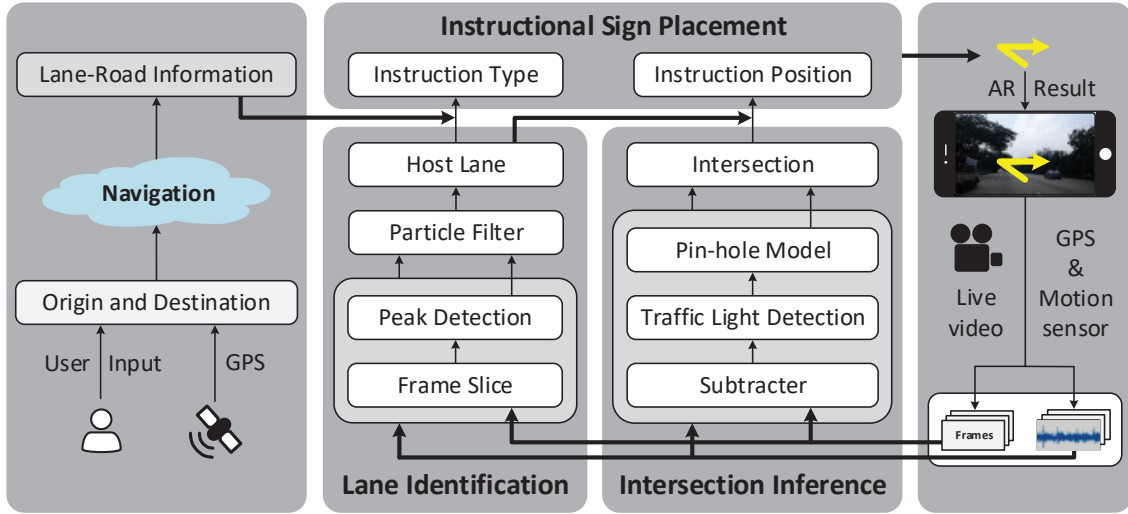 Instructional Sign Placement
Lane-Road Information
Instruction Type
Instruction Position
AR Result
Host Lane
Intersection
Navigation
Particle Filter
Pin-hole Model
GPS
&
Motion
sensor
Live
video
Origin and Destination
Peak Detection
Traffic Light Detection
User Input
GPS
Frame Slice
Subtracter
Frames
Lane Identification
Intersection Inference